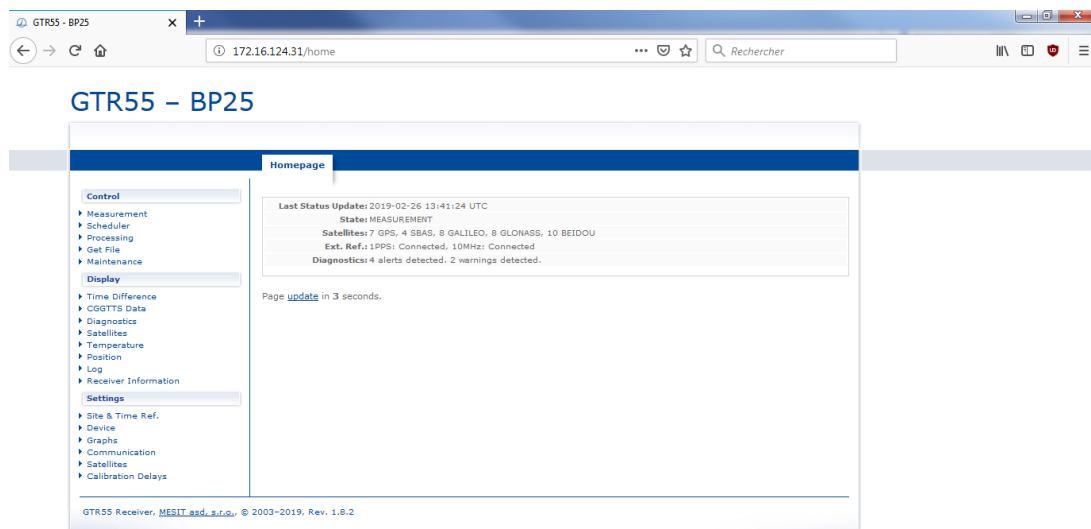 GTR55 - BP25
172.16.124.31/home
Rechercher
GTR55 – BP25
Homepage
Control
Measurement
Scheduler
Processing
Get File
Maintenance
Display
Time Difference
CGGTTS Data
Diagnostics
Satellites
Temperature
Position
Log
Receiver Information
Settings
Site & Time Ref.
Device
Graphs
Communication
Satellites
Calibration Delays
Last Status Update: 2019-02-26 13:41:24 UTC
State: MEASUREMENT
Satellites: 7 GPS, 4 SBAS, 8 GALILEO, 8 GLONASS, 10 BEIDOU
Ext. Ref.: 1PPS: Connected, 10MHz: Connected
Diagnostics: 4 alerts detected. 2 warnings detected.
Page update in 3 seconds.
GTR55 Receiver, MESIT asd, s.r.o., © 2003–2019, Rev. 1.8.2